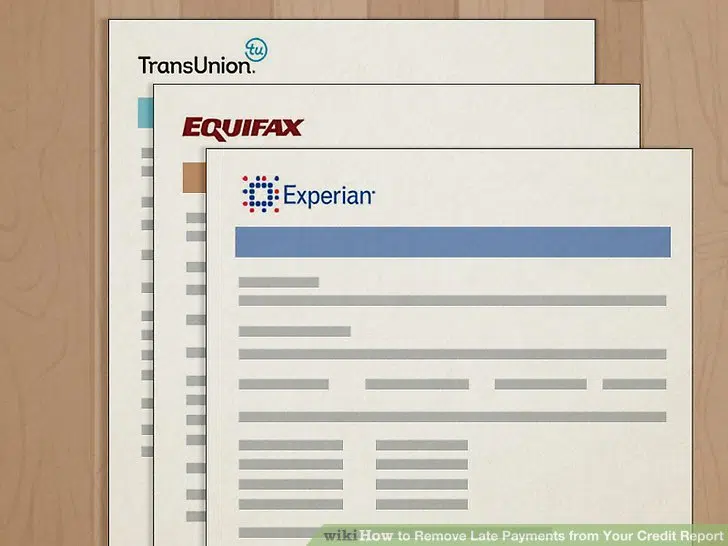 tu
TransUnion.
EQUIFAX
Experian
wikiHow to Remove Late Payments from Your Credit Report